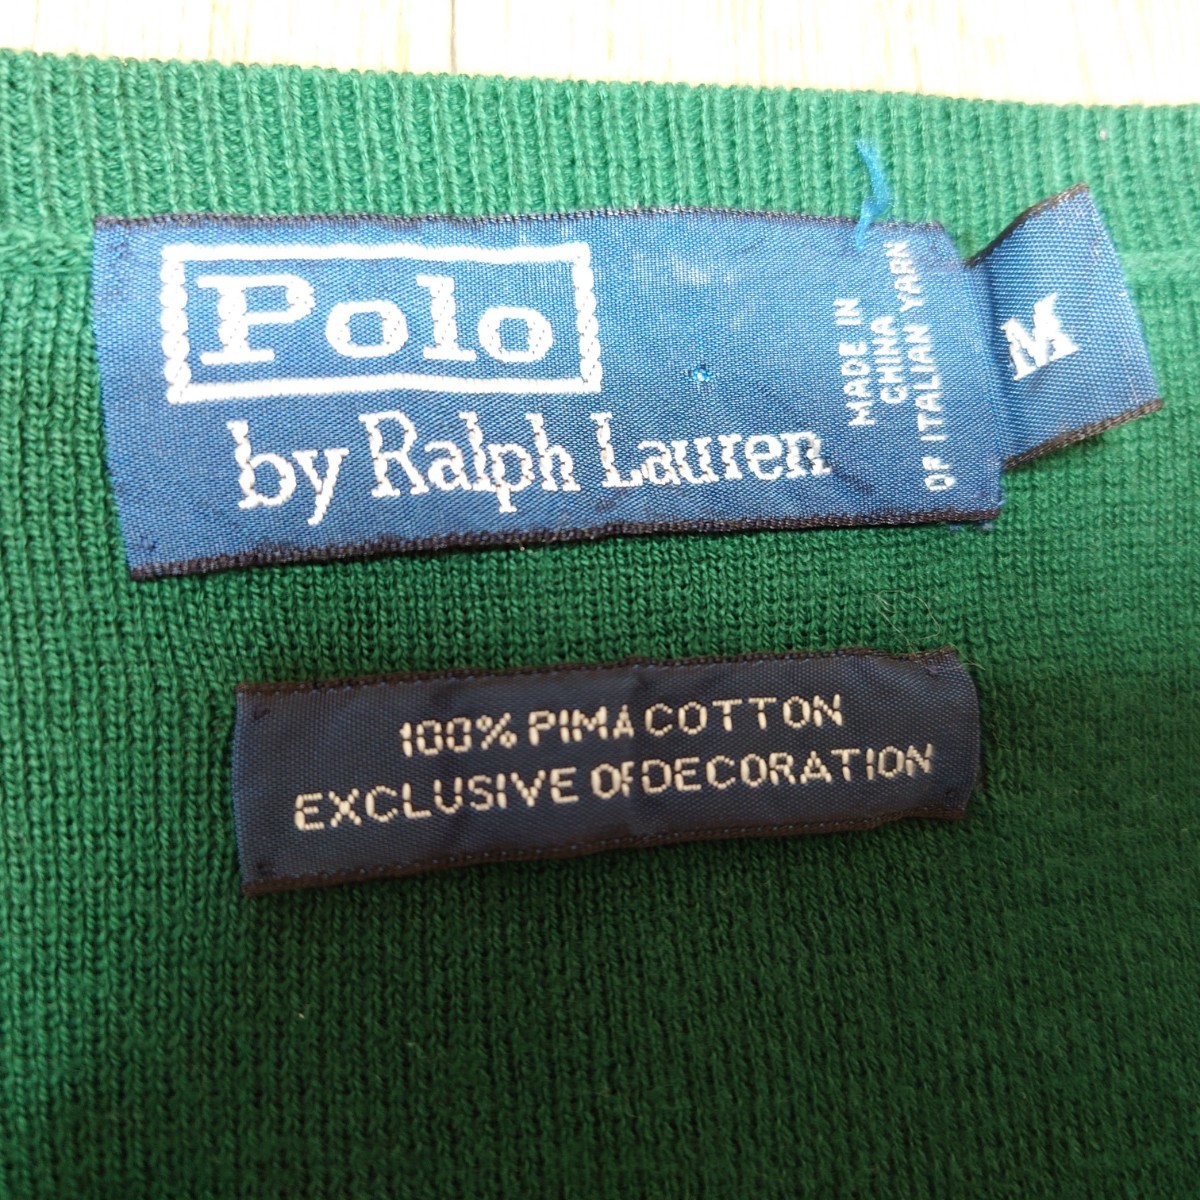 Polo
by Ralph Lauren
MADE IN
CHINA
OF ITALIAN YARN
M
100% PIMA COTTON
EXCLUSIVE OF DECORATION